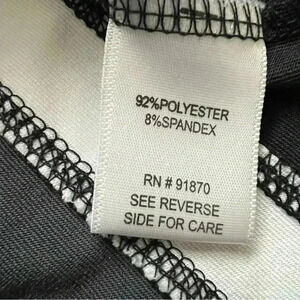 92%POLYESTER
8%SPANDEX
RN # 91870
SEE REVERSE
SIDE FOR CARE